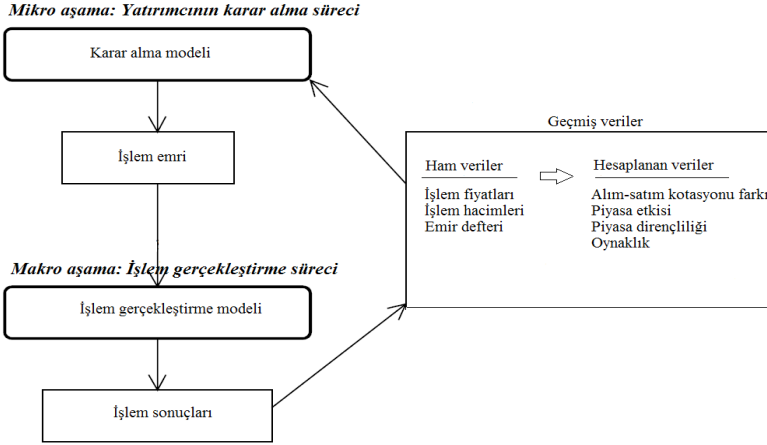 Mikro aşama: Yatırımcının karar alma süreci
Karar alma modeli
İşlem emri
Makro aşama: İşlem gerçekleştirme süreci
İşlem gerçekleştirme modeli
İşlem sonuçları
Geçmiş veriler
Ham veriler
İşlem fiyatları
İşlem hacimleri
Emir defteri
Hesaplanan veriler
Alım-satım kotasyonu farkı
Piyasa etkisi
Piyasa dirençliliği
Oynaklık